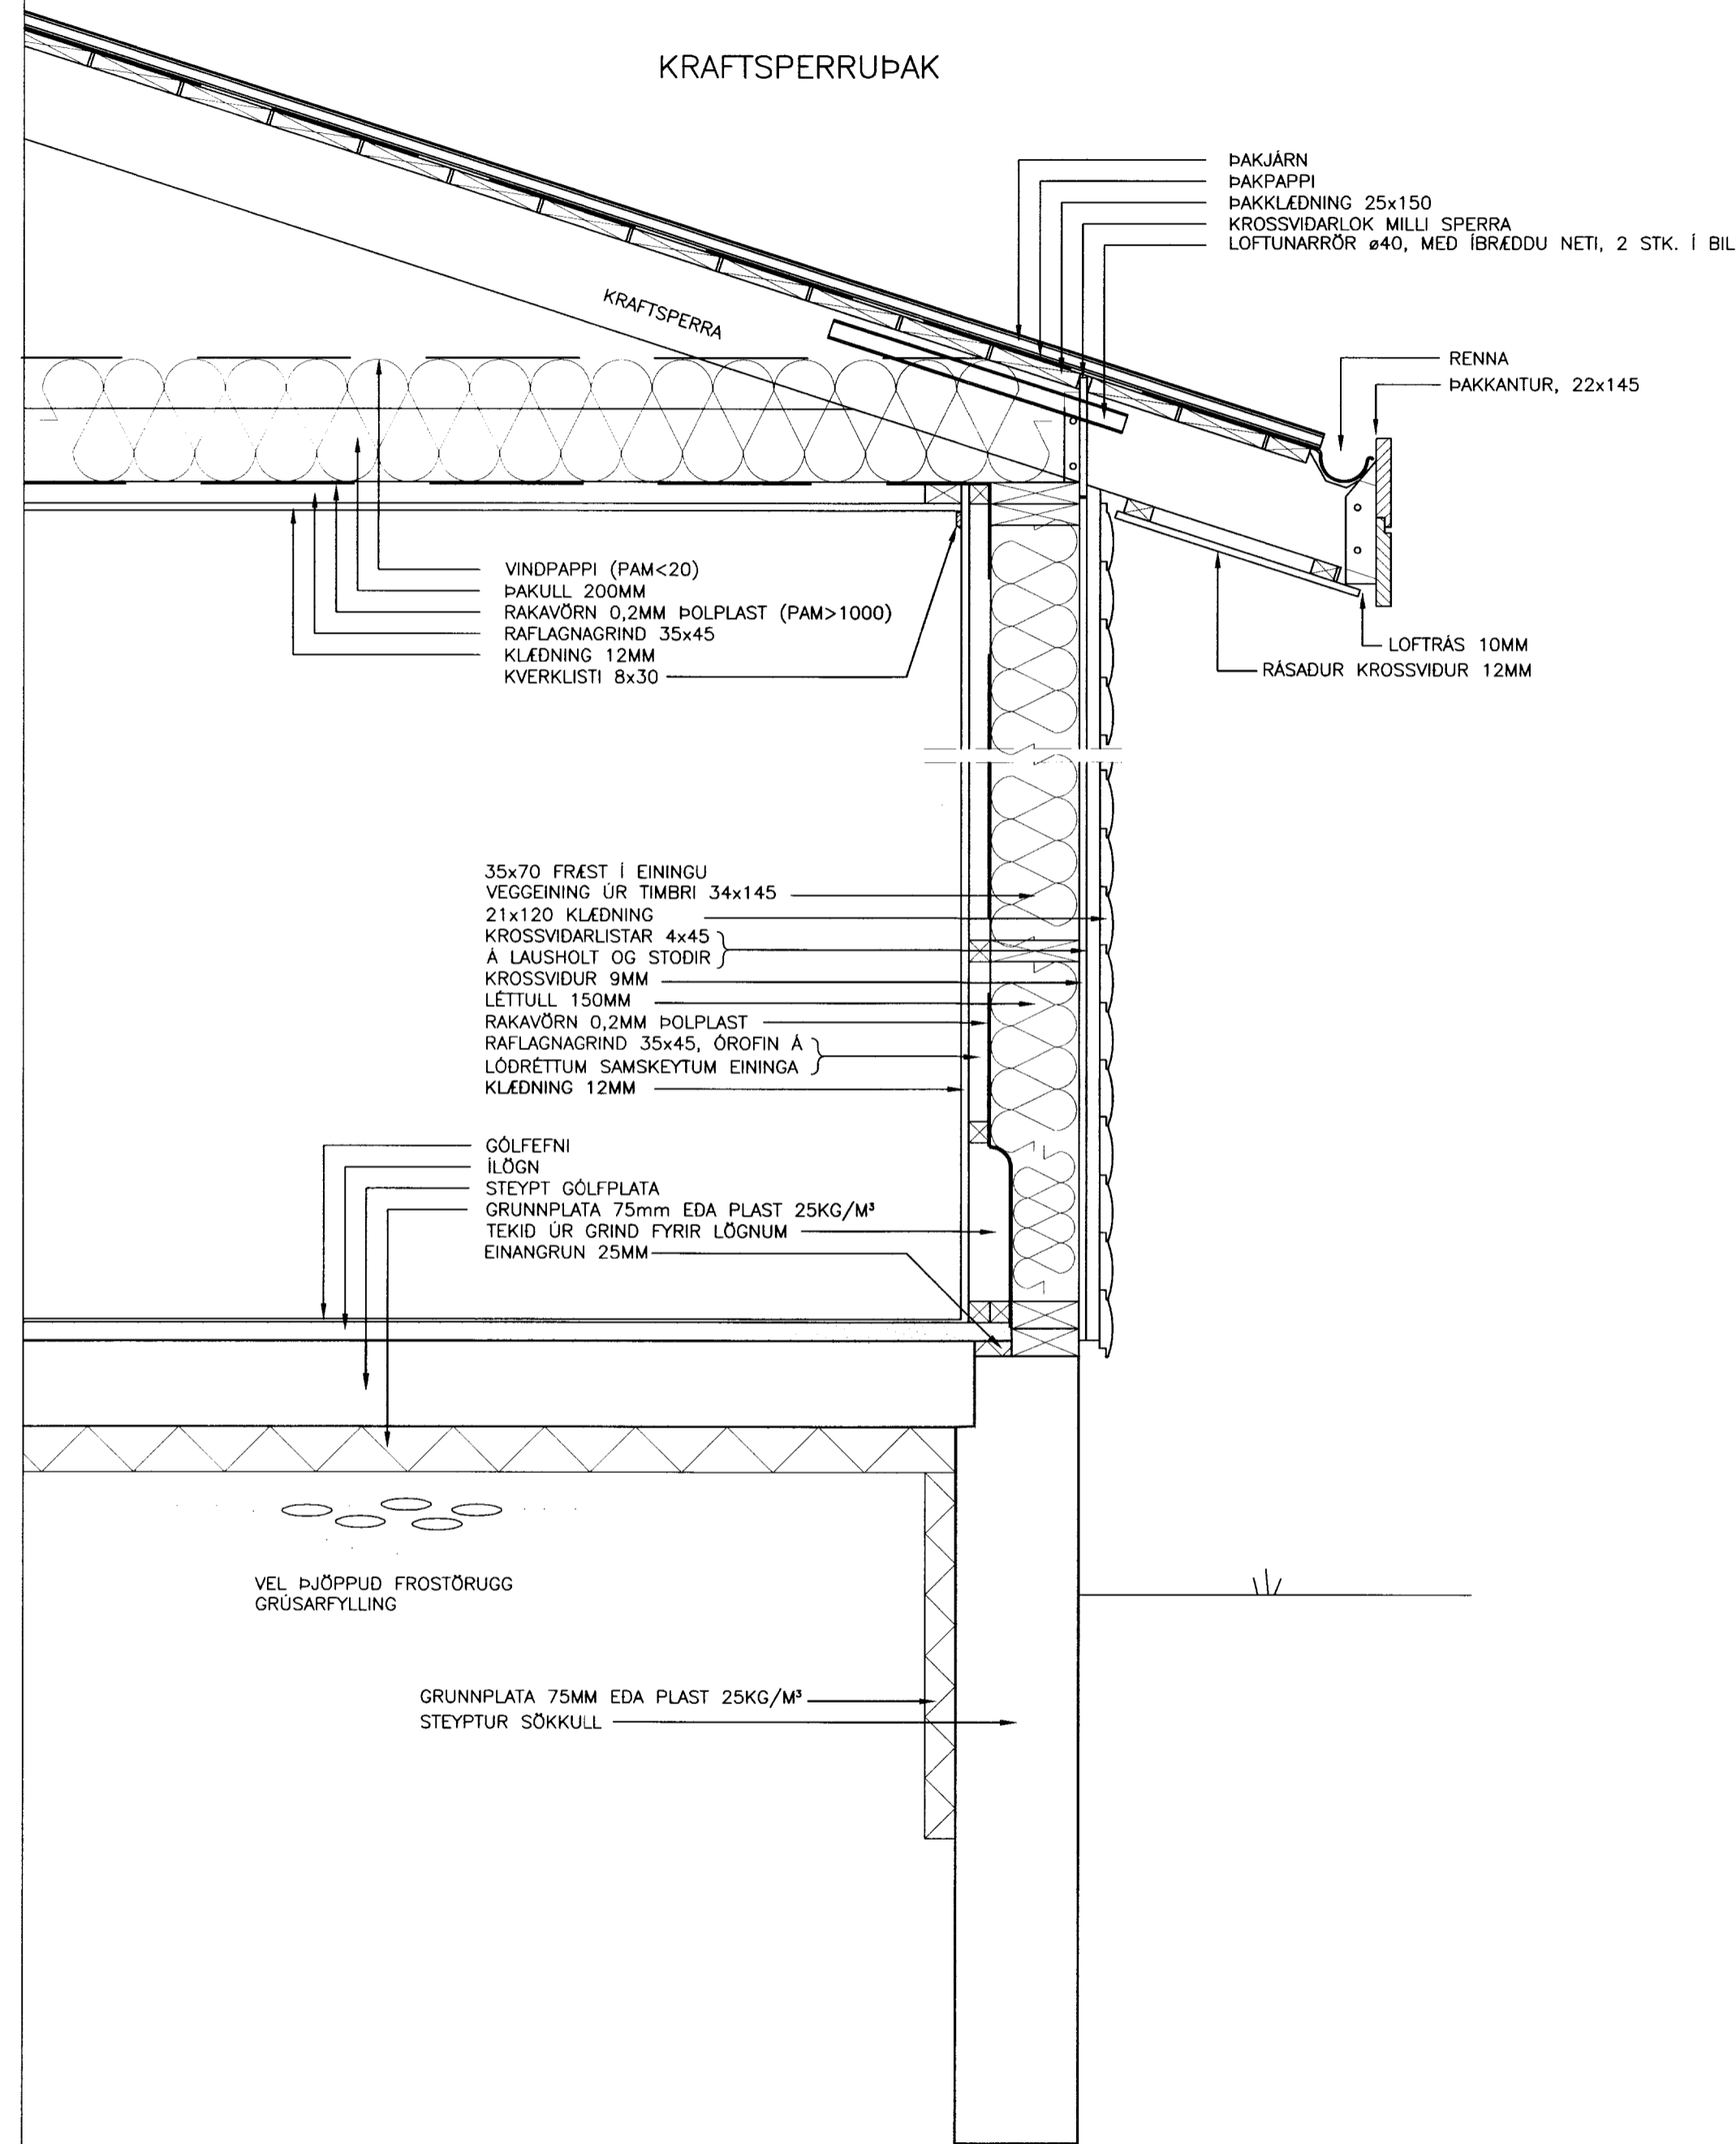 KRAFTSPERRUÞAK
ÞAKJÁRN
ÞAKPAPPI
ÞAKKLÆÐNING 25x150
KROSSVIÐARLOK MILLI SPERRA
LOFTUNARRÖR ø40, MEÐ ÍBRÆDDU NETI, 2 STK. Í BIL
KRAFTSPERRA
RENNA
ÞAKKANTUR, 22x145
VINDPAPPI (PAM<20)
ÞAKULL 200MM
RAKAVÖRN 0,2MM ÞOLPLAST (PAM>1000)
RAFLAGNAGRIND 35x45
KLÆÐNING 12MM
KVERKLISTI 8x30
LOFTRÁS 10MM
RÁSAÐUR KROSSVIÐUR 12MM
35x70 FRÆST Í EININGU
VEGGEINING ÚR TIMBRI 34x145
21x120 KLÆÐNING
KROSSVIÐARLISTAR 4x45
Á LAUSHOLT OG STOÐIR
KROSSVIÐUR 9MM
LÉTTULL 150MM
RAKAVÖRN 0,2MM ÞOLPLAST
RAFLAGNAGRIND 35x45, ÓROFIN Á
LÓÐRÉTTUM SAMSKEYTUM EININGA
KLÆÐNING 12MM
GÓLFEFNI
ÍLÖGN
STEYPT GÓLFPLATA
GRUNNPLATA 75mm EÐA PLAST 25KG/M³
TEKIÐ ÚR GRIND FYRIR LÖGNUM
EINANGRUN 25MM
VEL ÞJÖPPUÐ FROSTÖRUGG
GRÚSARFYLLING
GRUNNPLATA 75MM EÐA PLAST 25KG/M³
STEYPTUR SÖKKULL